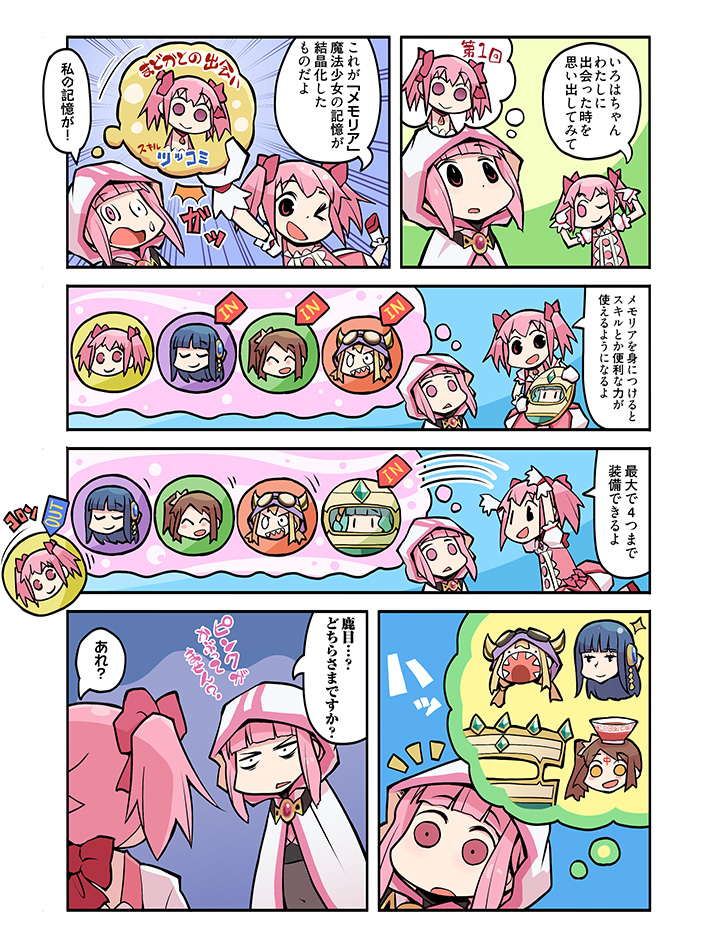 いろはちゃん
わたしに
出会った時を
思い出してみて
第1回
これが「メモリア」
魔法少女の記憶が
結晶化した
ものだよ
まどかとの出会い
スキル
ツッコミ
ガッ
私の記憶が！
メモリアを身につけると
スキルとか便利な力が
使えるようになるよ
IN
IN
IN
最大で4つまで
装備できるよ
IN
OUT
コロン
ハッ
中
鹿目…？
どちらさまですか？
ピンクが
かぶって
ません？
あれ？